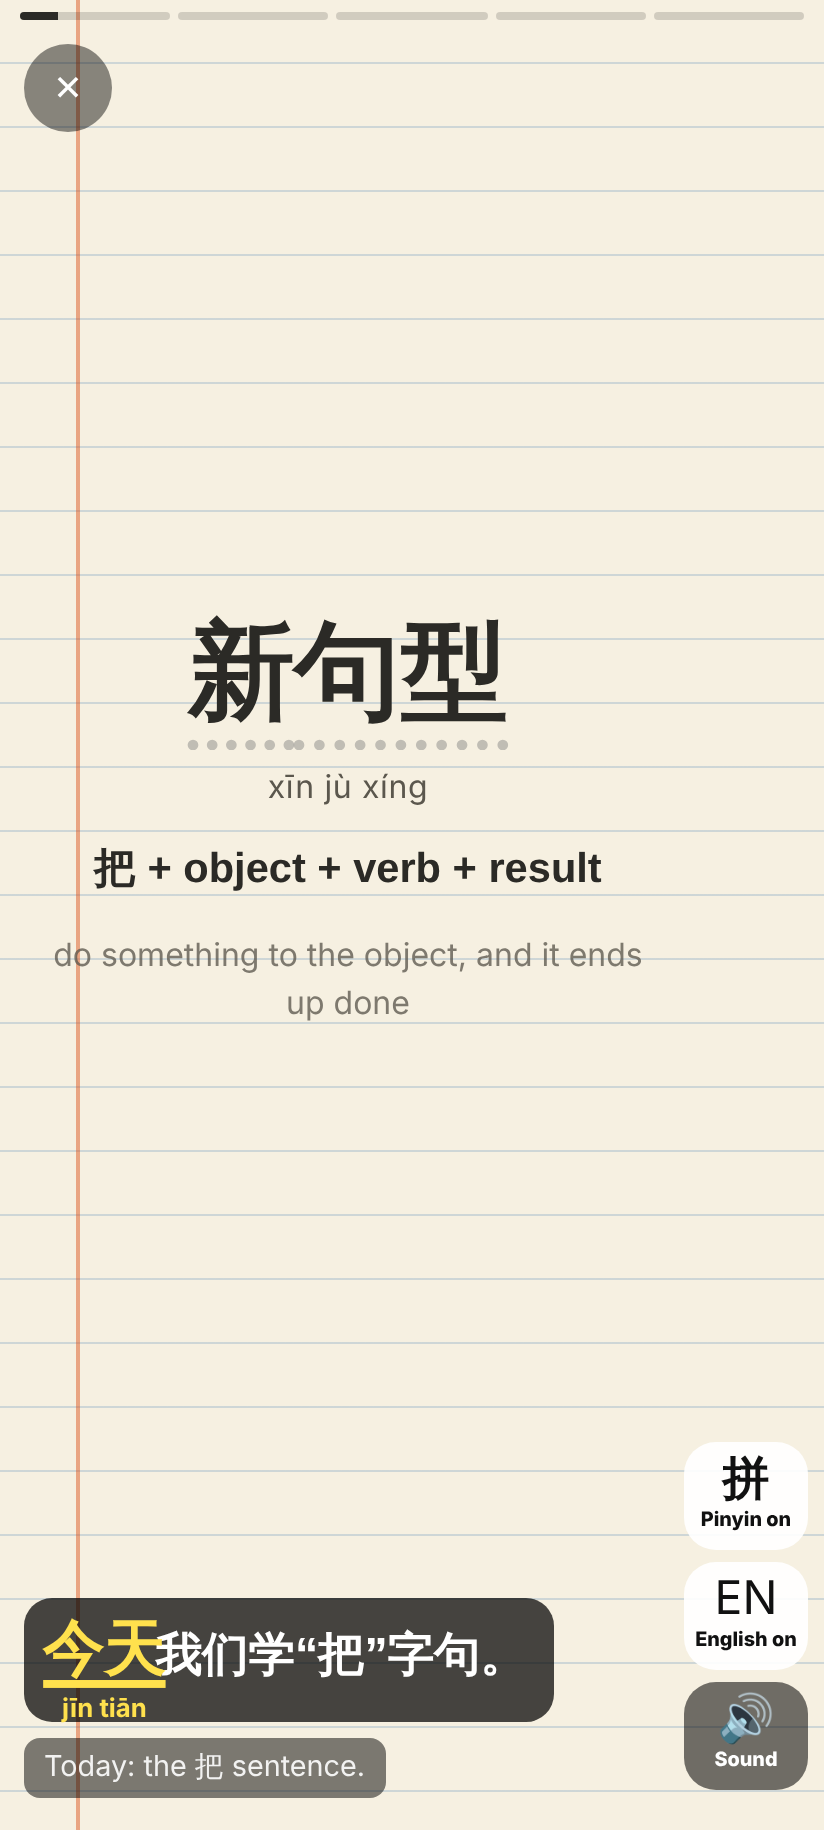 ×
新句型
xīn jù xíng
把 + object + verb + result
do something to the object, and it ends
up done
拼
Pinyin on
EN
English on
今天我们学“把”字句。
jīn tiān
Sound
Today: the 把 sentence.